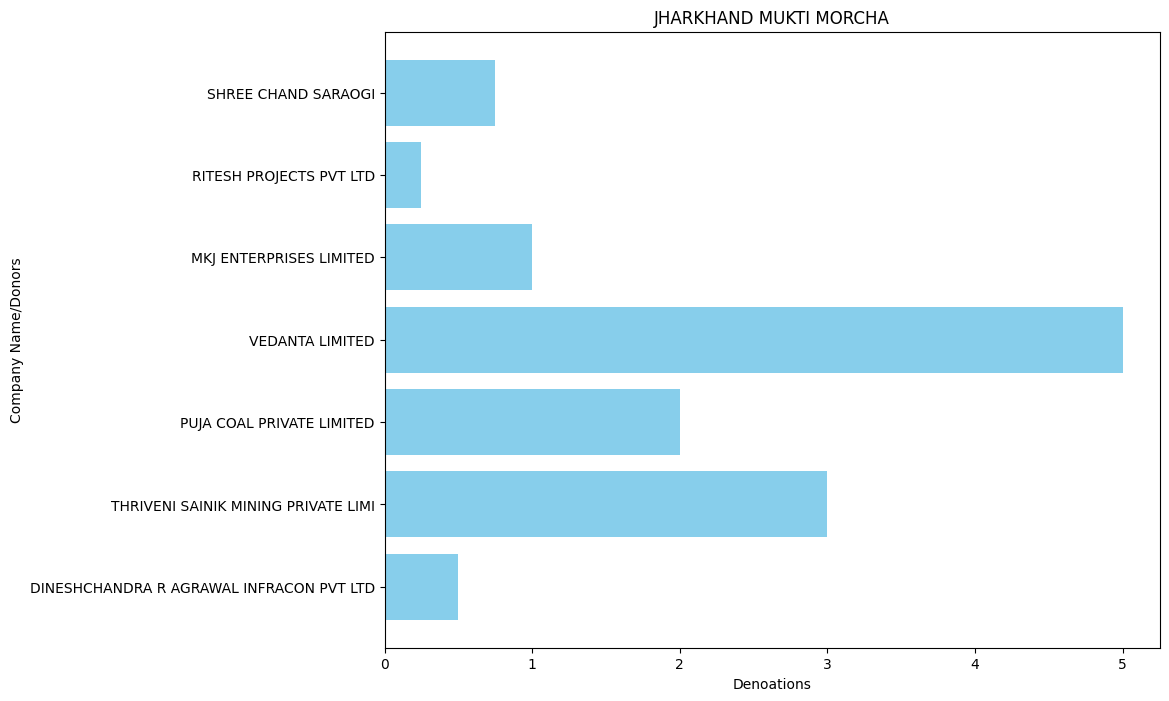 JHARKHAND MUKTI MORCHA
SHREE CHAND SARAOGI
RITESH PROJECTS PVT LTD
MKJ ENTERPRISES LIMITED
VEDANTA LIMITED
PUJA COAL PRIVATE LIMITED
THRIVENI SAINIK MINING PRIVATE LIMI
DINESHCHANDRA R AGRAWAL INFRACON PVT LTD
Company Name/Donors
0 1 2 3 4 5
Denoations